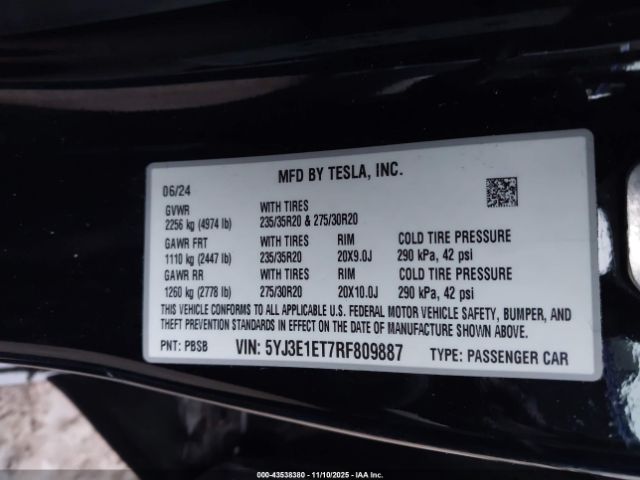 MFD BY TESLA, INC.
06/24
GVWR WITH TIRES
2256 kg (4974 lb) 235/35R20 & 275/30R20
GAWR FRT WITH TIRES RIM COLD TIRE PRESSURE
1110 kg (2447 lb) 235/35R20 20X9.0J 290 kPa, 42 psi
GAWR RR WITH TIRES RIM COLD TIRE PRESSURE
1260 kg (2778 lb) 275/30R20 20X10.0J 290 kPa, 42 psi
THIS VEHICLE CONFORMS TO ALL APPLICABLE U.S. FEDERAL MOTOR VEHICLE SAFETY, BUMPER, AND
THEFT PREVENTION STANDARDS IN EFFECT ON THE DATE OF MANUFACTURE SHOWN ABOVE.
PNT: PBSB VIN: 5YJ3E1ET7RF809887 TYPE: PASSENGER CAR
000-43538380 - 11/10/2025 - IAA Inc.